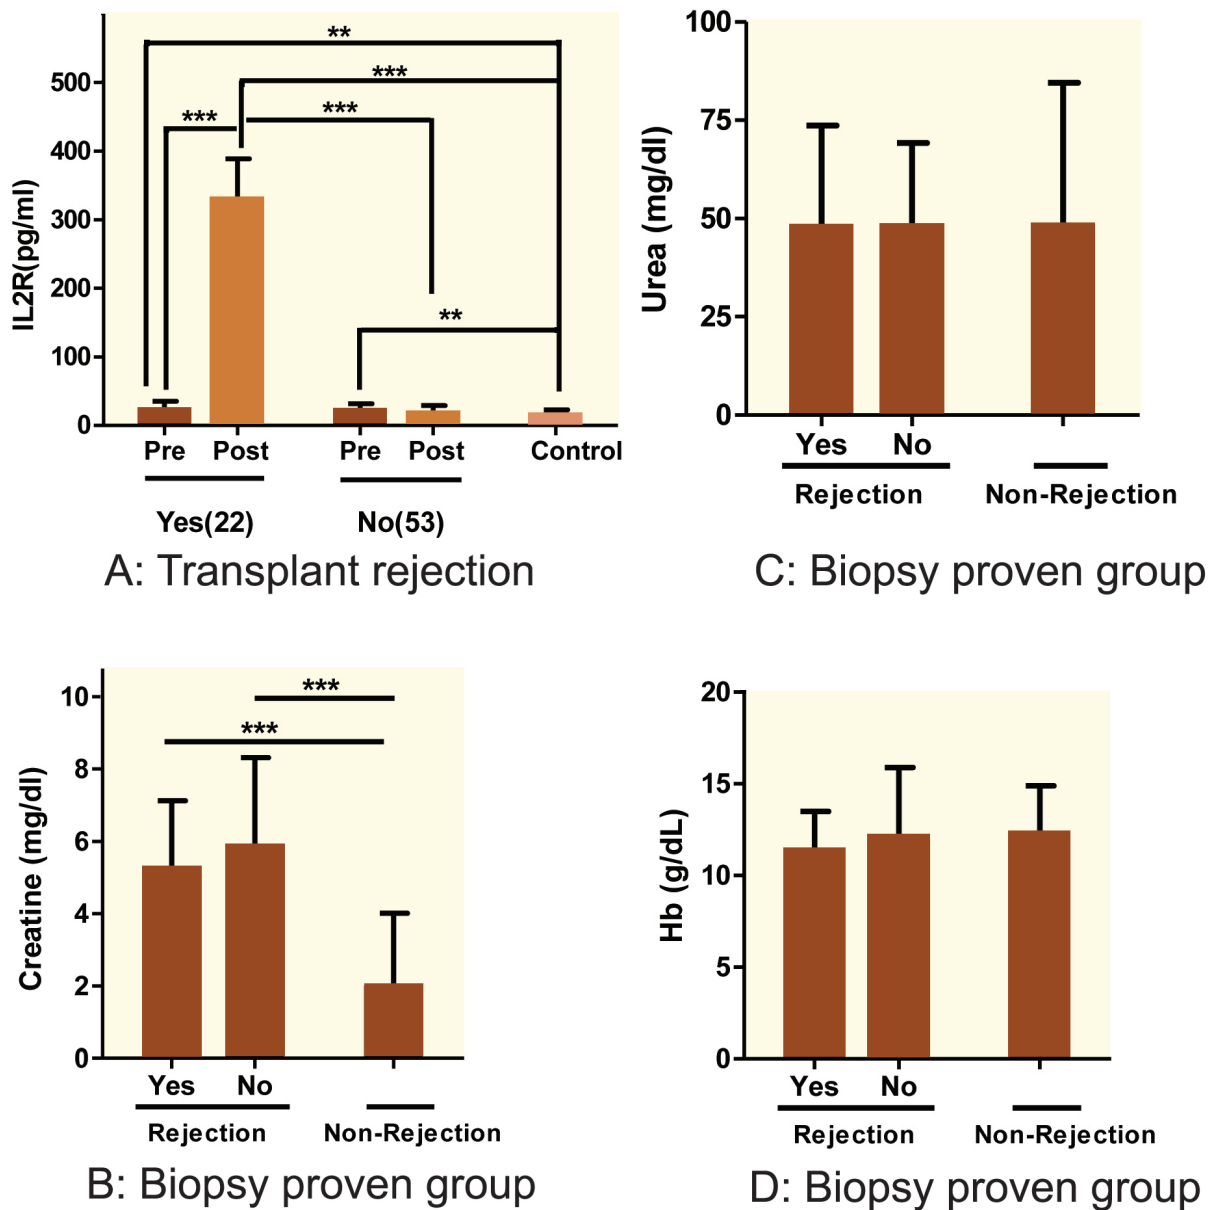 **
***
***
***
**
500
400
300
200
100
0
IL2R(pg/ml)
Pre Post Pre Post Control
Yes(22) No(53)
A: Transplant rejection
100
75
50
25
0
Urea (mg/dl)
Yes No
Rejection Non-Rejection
C: Biopsy proven group
***
***
10
8
6
4
2
0
Creatine (mg/dl)
Yes No
Rejection Non-Rejection
B: Biopsy proven group
20
15
10
5
0
Hb (g/dL)
Yes No
Rejection Non-Rejection
D: Biopsy proven group